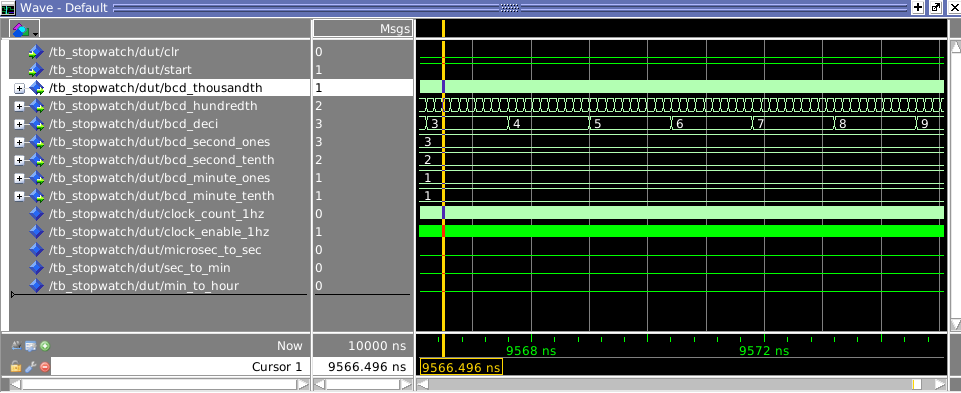 Wave - Default
Msgs
/tb_stopwatch/dut/clr 0
/tb_stopwatch/dut/start 1
/tb_stopwatch/dut/bcd_thousandth 1
/tb_stopwatch/dut/bcd_hundredth 2
/tb_stopwatch/dut/bcd_deci 3 3 4 5 6 7 8 9
/tb_stopwatch/dut/bcd_second_ones 3 3
/tb_stopwatch/dut/bcd_second_tenth 2 2
/tb_stopwatch/dut/bcd_minute_ones 1 1
/tb_stopwatch/dut/bcd_minute_tenth 1 1
/tb_stopwatch/dut/clock_count_1hz 0
/tb_stopwatch/dut/clock_enable_1hz 1
/tb_stopwatch/dut/microsec_to_sec 0
/tb_stopwatch/dut/sec_to_min 0
/tb_stopwatch/dut/min_to_hour 0
Now 10000 ns 9568 ns 9572 ns
Cursor 1 9566.496 ns 9566.496 ns